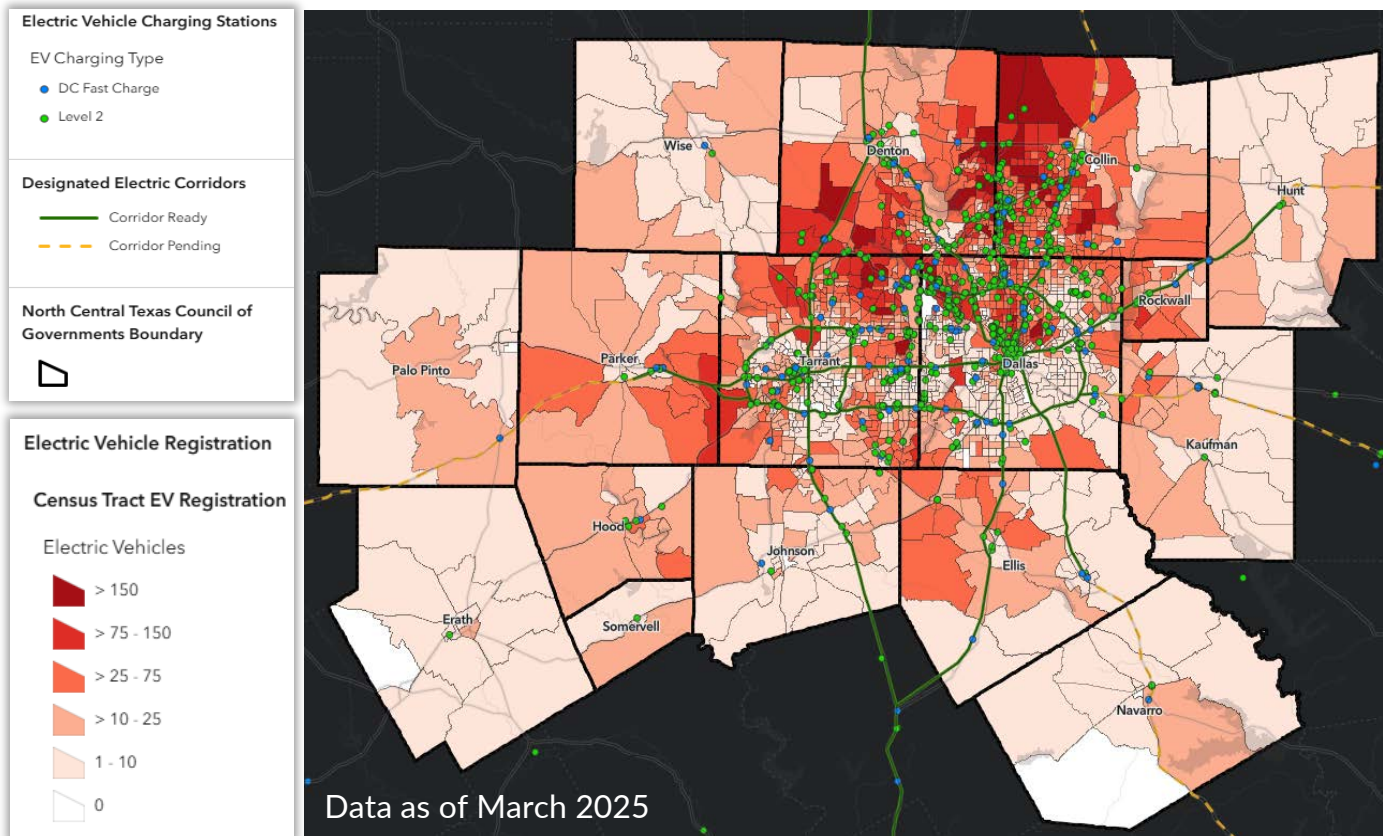 Electric Vehicle Charging Stations
EV Charging Type
DC Fast Charge
Level 2
Designated Electric Corridors
Corridor Ready
Corridor Pending
North Central Texas Council of
Governments Boundary
Electric Vehicle Registration
Census Tract EV Registration
Electric Vehicles
> 150
> 75 - 150
> 25 - 75
> 10 - 25
1 - 10
0
Wise
Denton
Collin
Hunt
Palo Pinto
Parker
Tarrant
Dallas
Rockwall
Kaufman
Hood
Johnson
Ellis
Erath
Somervell
Navarro
Data as of March 2025